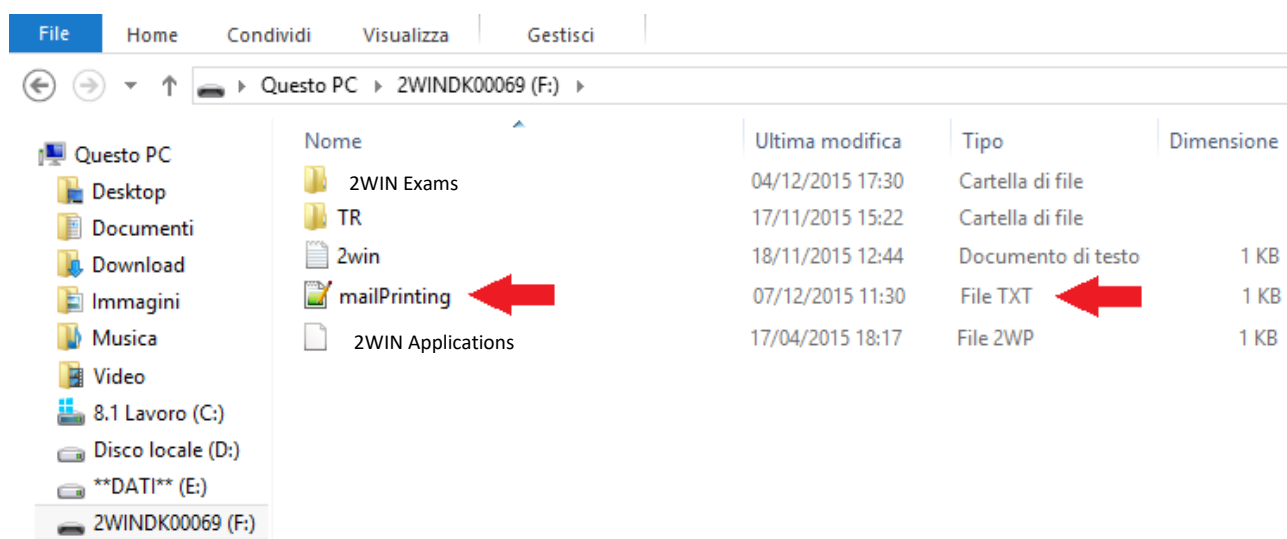 File Home Condividi Visualizza Gestisci
Questo PC 2WINDK00069 (F:)
Questo PC
Desktop
Documenti
Download
Immagini
Musica
Video
8.1 Lavoro (C:)
Disco locale (D:)
**DATI** (E:)
2WINDK00069 (F:)
Nome Ultima modifica Tipo Dimensione
2WIN Exams 04/12/2015 17:30 Cartella di file
TR 17/11/2015 15:22 Cartella di file
2win 18/11/2015 12:44 Documento di testo 1 KB
mailPrinting 07/12/2015 11:30 File TXT 1 KB
2WIN Applications 17/04/2015 18:17 File 2WP 1 KB